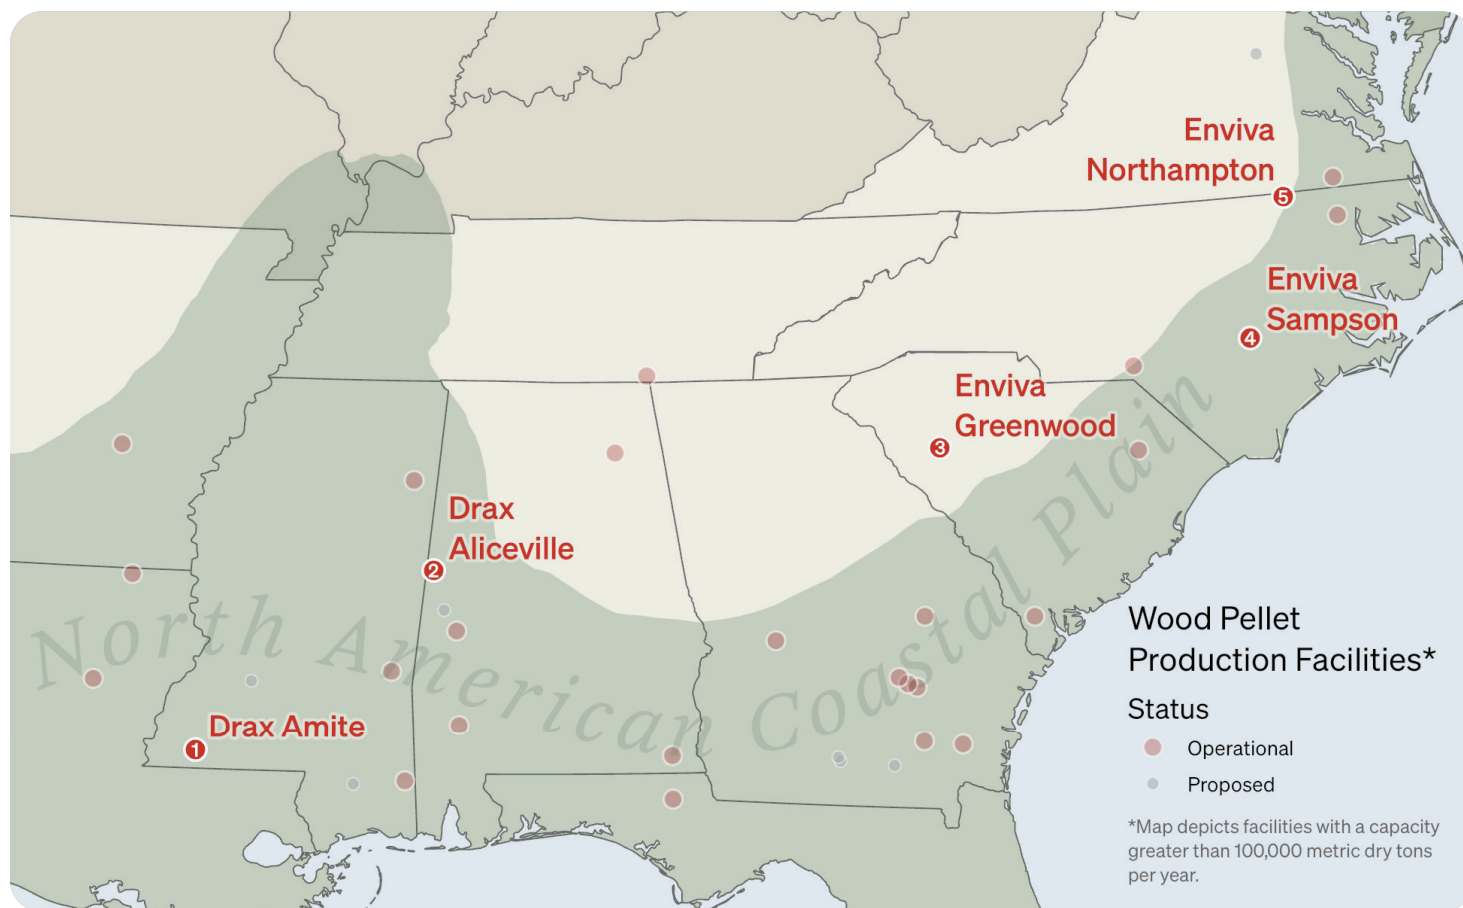 Enviva
Northampton
5
Enviva
Sampson
4
Enviva
Greenwood
3
Drax
Aliceville
2
Drax Amite
1
North American Coastal Plain
Wood Pellet
Production Facilities*
Status
Operational
Proposed
*Map depicts facilities with a capacity
greater than 100,000 metric dry tons
per year.